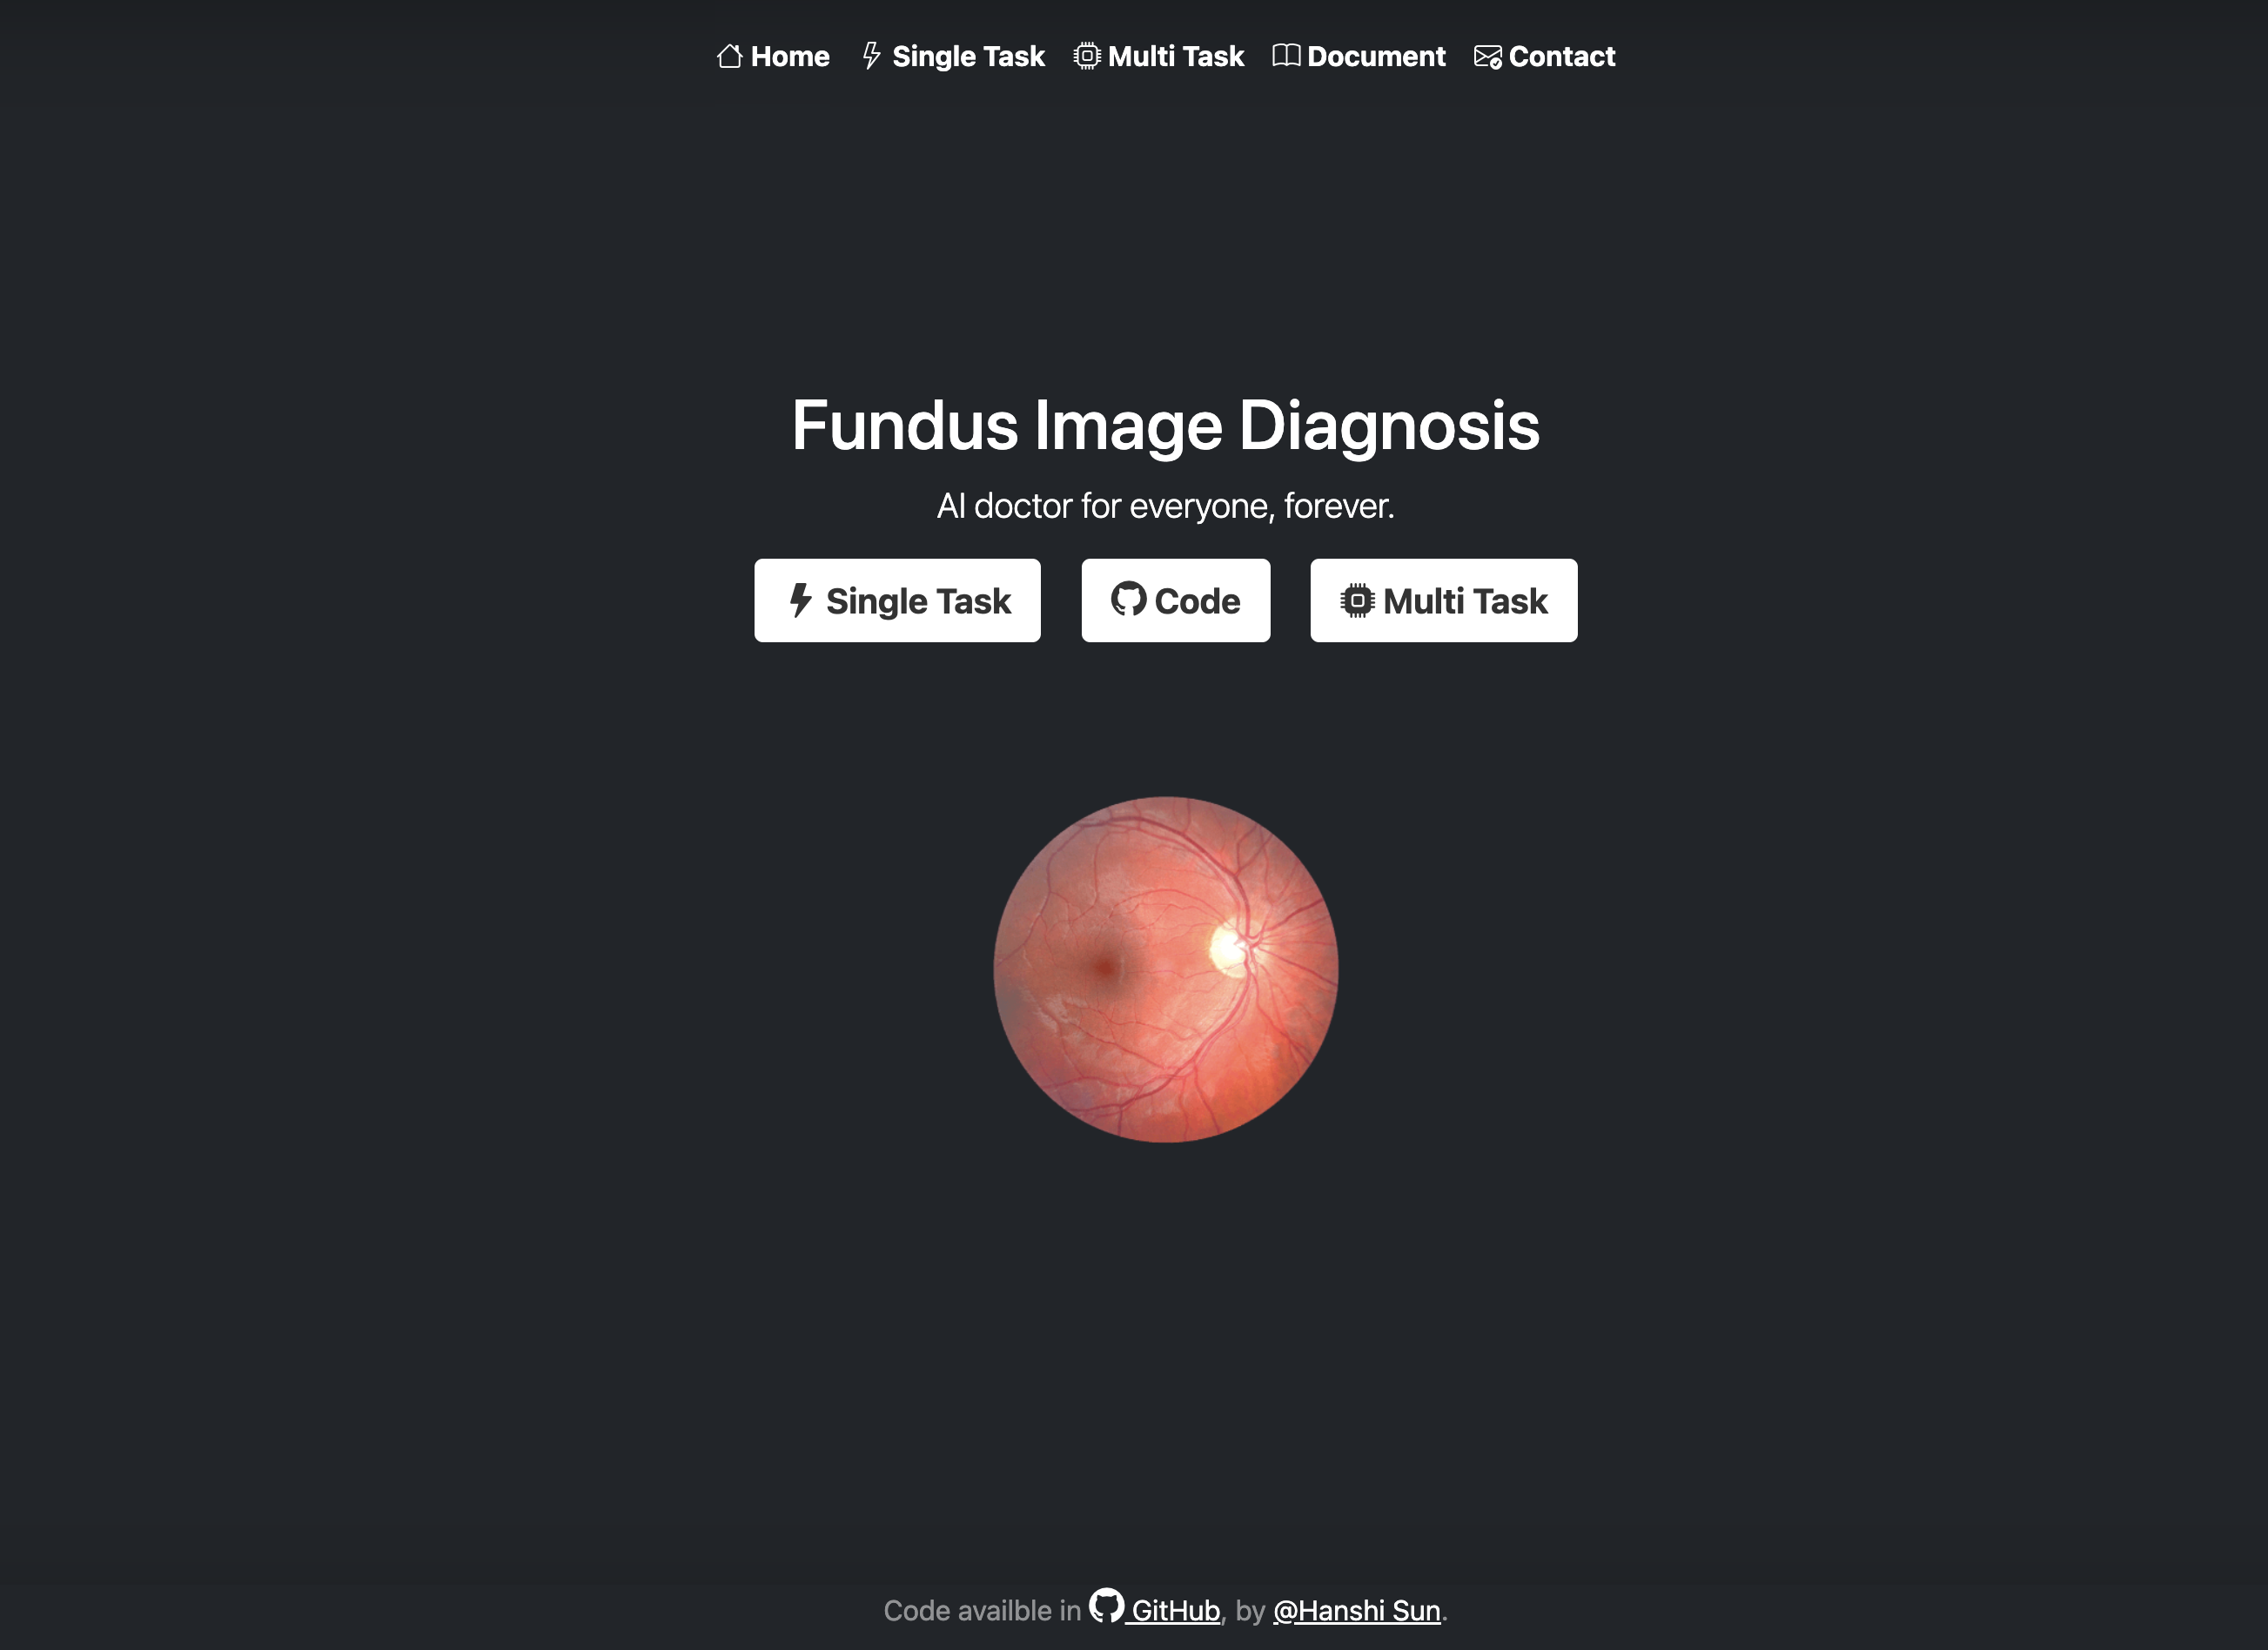 Home Single Task Multi Task Document Contact
Fundus Image Diagnosis
AI doctor for everyone, forever.
Single Task Code Multi Task
Code availble in GitHub, by @Hanshi Sun.